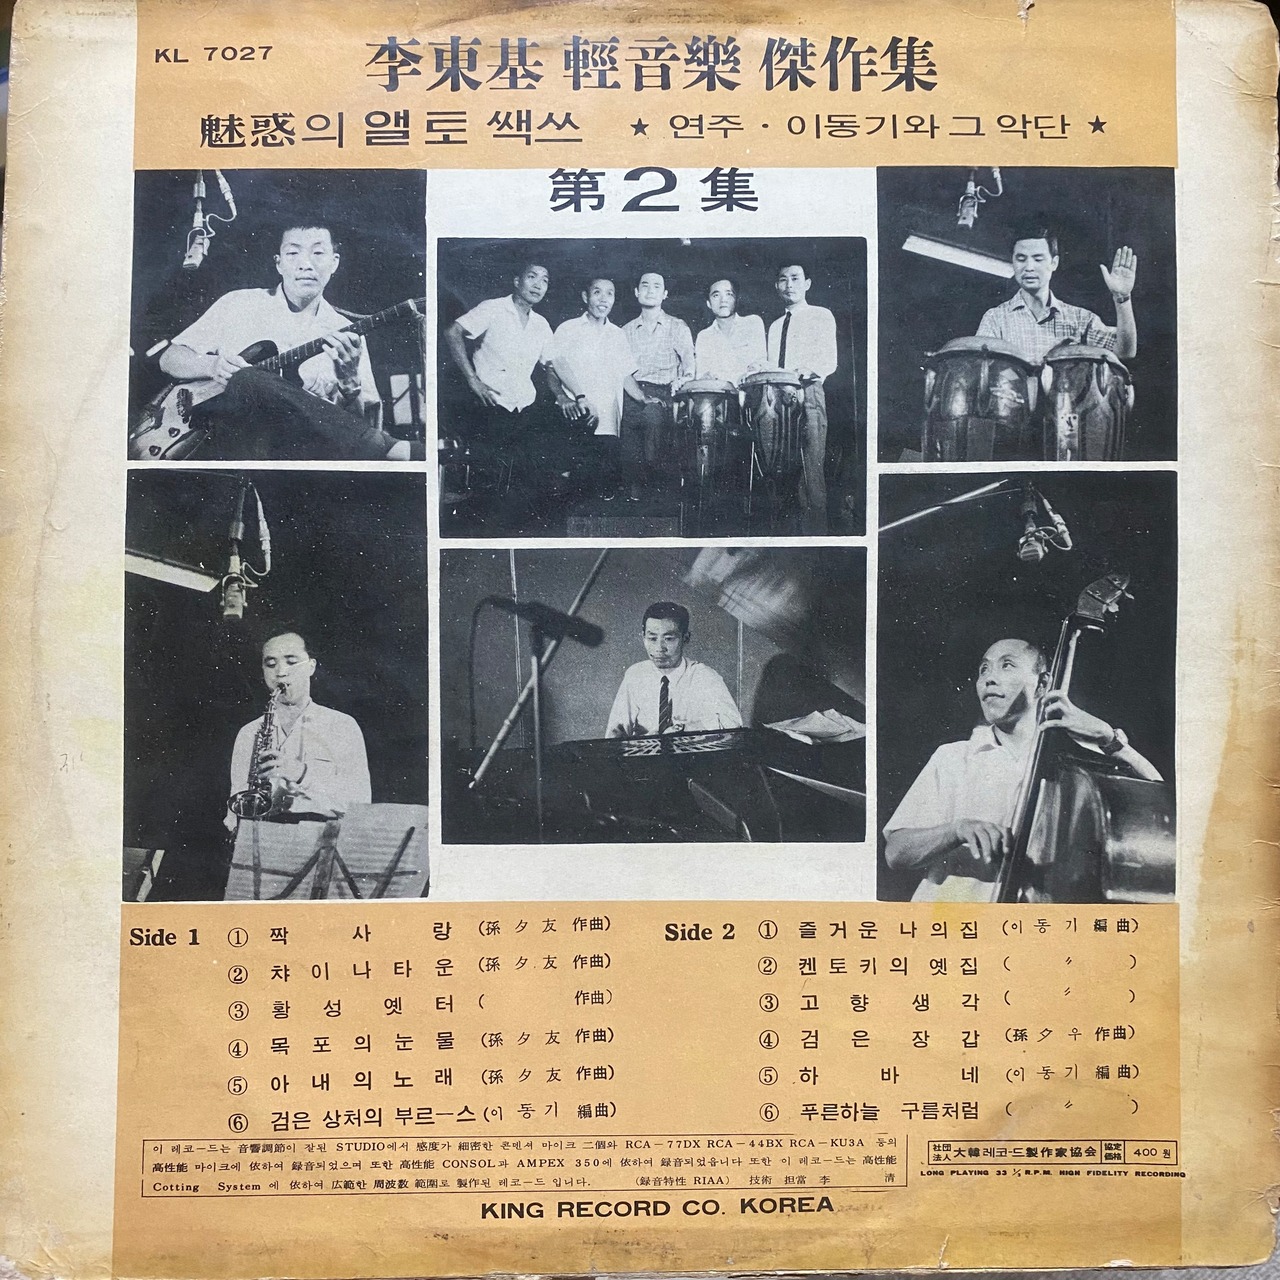 KL 7027
李東基 輕音樂 傑作集
魅惑의 앨토 쌕쓰 ★ 연주 · 이동기와 그 악단 ★
第2集
Side 1 ① 짝 사 랑 (孫 夕 友 作曲)
② 챠 이 나 타 운 (孫 夕 友 作曲)
③ 황 성 옛 터 ( 作曲)
④ 목 포 의 눈 물 (孫 夕 友 作曲)
⑤ 아 내 의 노 래 (孫 夕 友 作曲)
⑥ 검은 상처의 부르—스 (이 동 기 編曲)
Side 2 ① 즐 거 운 나 의 집 (이 동 기 編 曲)
② 켄 토 키 의 옛 집 ( 〃 )
③ 고 향 생 각 ( 〃 )
④ 검 은 장 갑 (孫 夕 우 作曲)
⑤ 하 바 네 (이 동 기 編曲)
⑥ 푸른하늘 구름처럼 ( 〃 )
이 레코—드는 音響調節이 잘된 STUDIO에서 感度가 細密한 콘덴셔 마이크 二個와 RCA—77DX RCA—44BX RCA—KU3A 등의
高性能 마이크에 依하여 録音되었으며 또한 高性能 CONSOL과 AMPEX 350에 依하여 録音되었읍니다 또한 이 레코—드는 高性能
Cotting System 에 依하여 広範한 周波数 範囲로 製作된 레코—드 입니다. (録音特性 RIAA) 技術 担當 李 清
社団法人 大韓레코-드製作家協会 協定価格 400 원
LONG PLAYING 33 ⅓ R.P.M. HIGH FIDELITY RECORDING
KING RECORD CO. KOREA